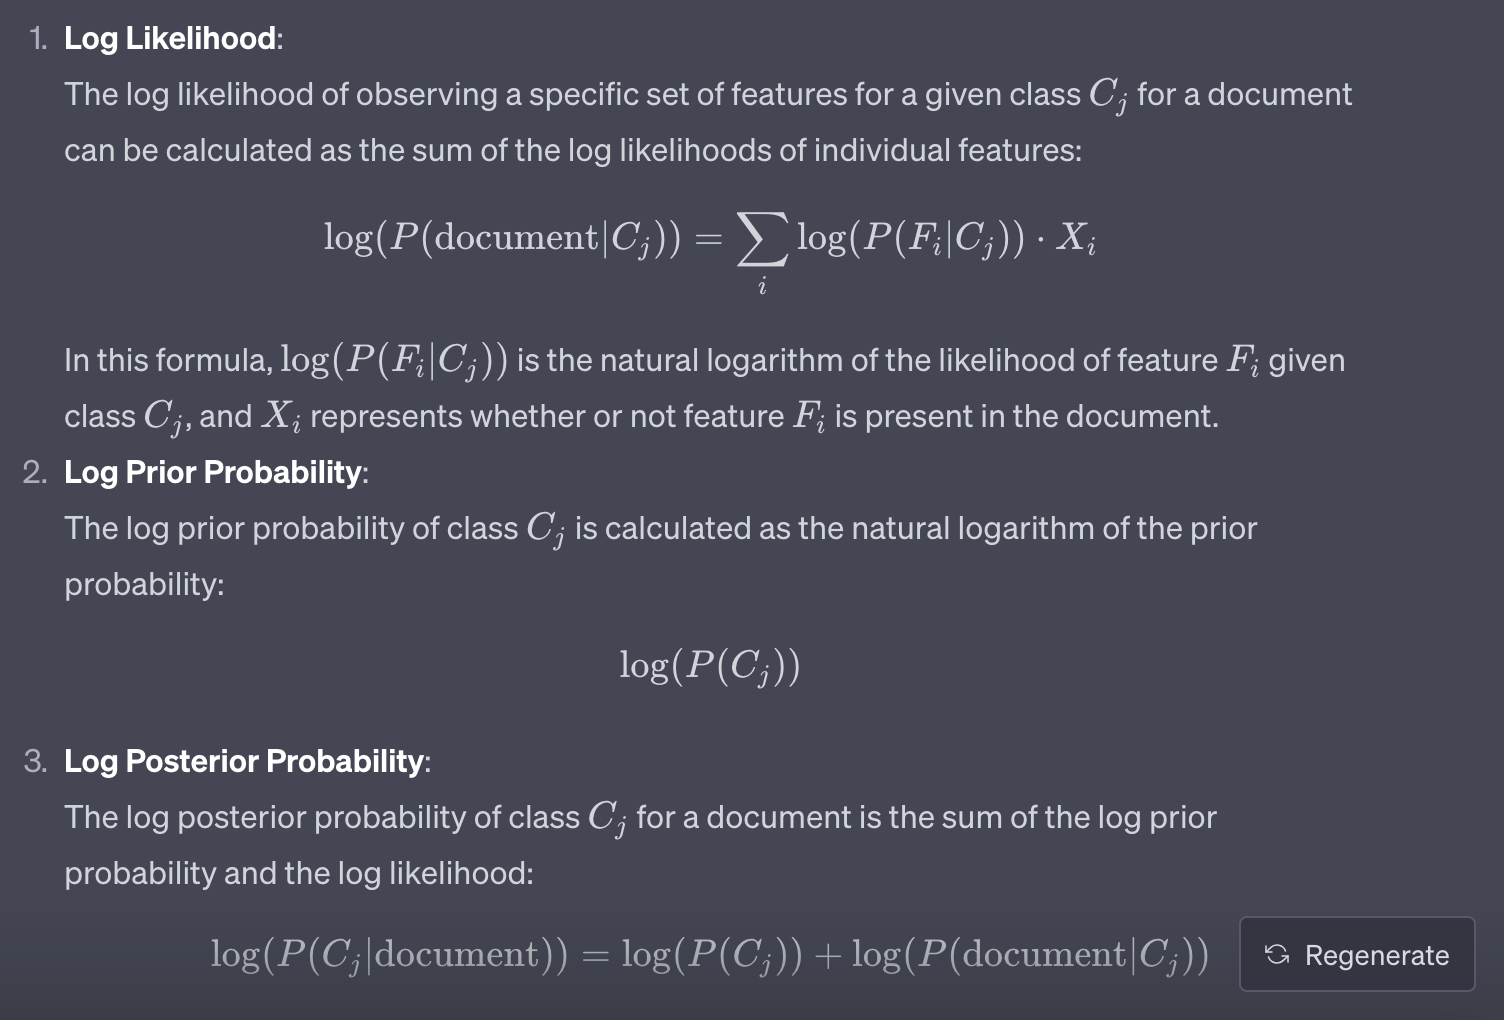 1. Log Likelihood:
The log likelihood of observing a specific set of features for a given class C_j for a document
can be calculated as the sum of the log likelihoods of individual features:
log(P(document|C_j)) = ∑_i log(P(F_i|C_j)) · X_i
In this formula, log(P(F_i|C_j)) is the natural logarithm of the likelihood of feature F_i given
class C_j, and X_i represents whether or not feature F_i is present in the document.
2. Log Prior Probability:
The log prior probability of class C_j is calculated as the natural logarithm of the prior
probability:
log(P(C_j))
3. Log Posterior Probability:
The log posterior probability of class C_j for a document is the sum of the log prior
probability and the log likelihood:
log(P(C_j|document)) = log(P(C_j)) + log(P(document|C_j))
Regenerate